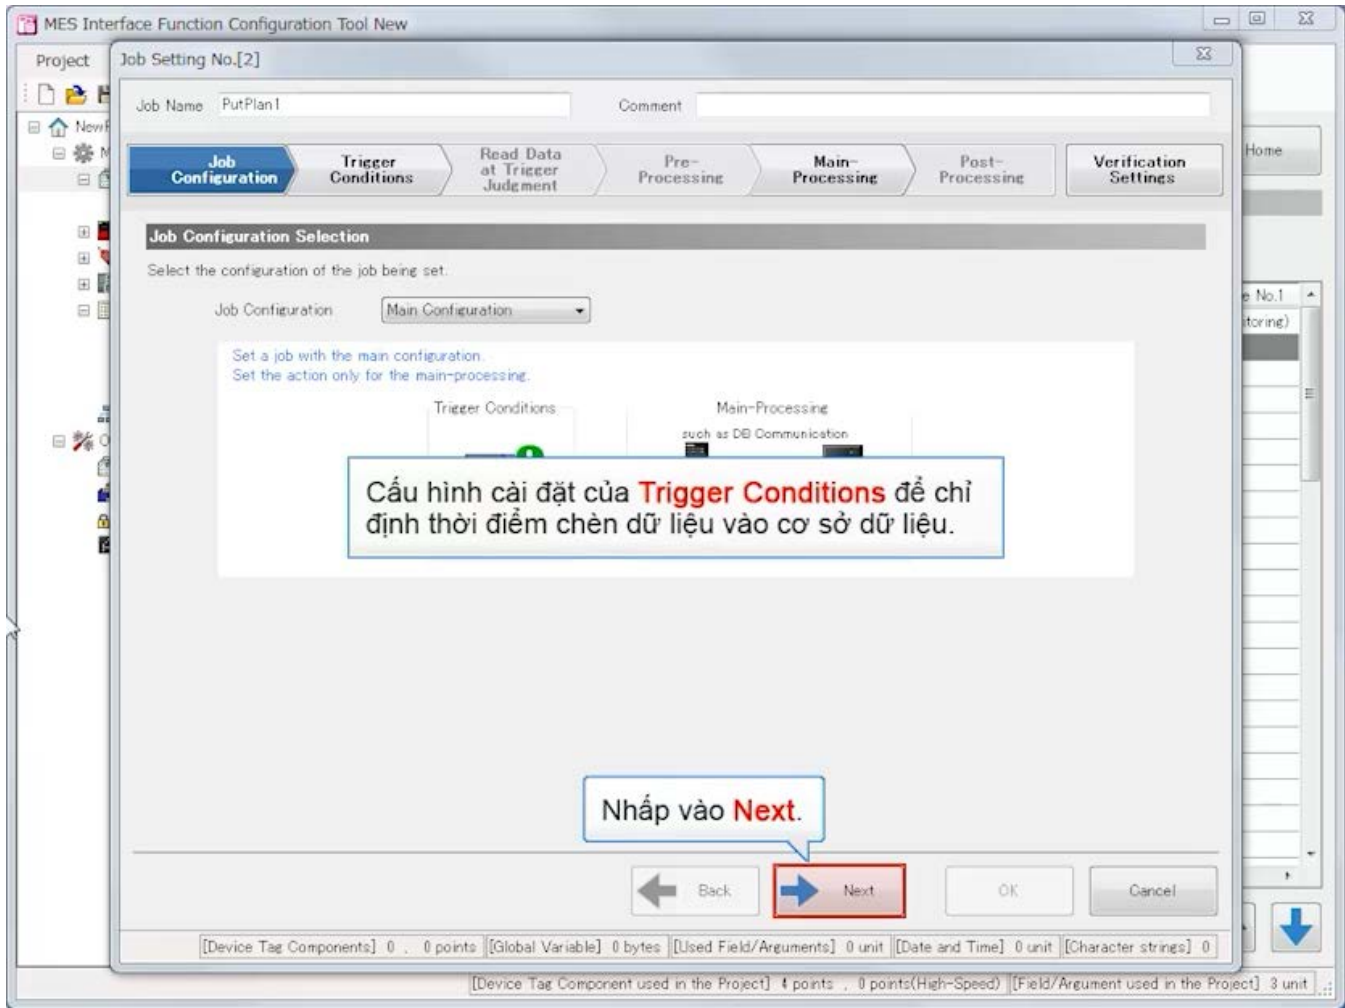 MES Interface Function Configuration Tool New
Project
Job Setting No.[2]
Job Name PutPlan1 Comment
Home
Job Configuration
Trigger Conditions
Read Data at Trigger Judgment
Pre-Processing
Main-Processing
Post-Processing
Verification Settings
Job Configuration Selection
Select the configuration of the job being set.
Job Configuration Main Configuration
Set a job with the main configuration.
Set the action only for the main-processing.
Trigger Conditions Main-Processing
such as DB Communication
Cấu hình cài đặt của Trigger Conditions để chỉ
định thời điểm chèn dữ liệu vào cơ sở dữ liệu.
Nhấp vào Next.
Back Next OK Cancel
[Device Tag Components] 0 , 0 points [Global Variable] 0 bytes [Used Field/Arguments] 0 unit [Date and Time] 0 unit [Character strings] 0
[Device Tag Component used in the Project] 4 points , 0 points(High-Speed) [Field/Argument used in the Project] 3 unit